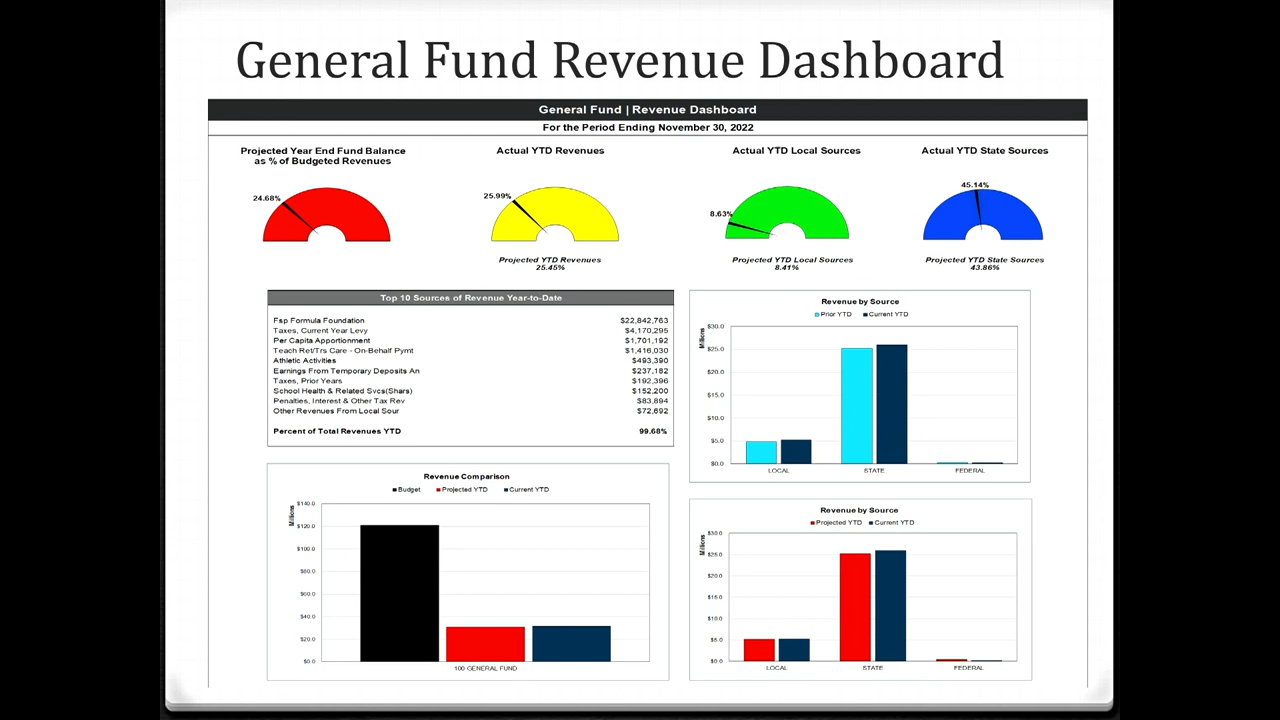 General Fund Revenue Dashboard
General Fund | Revenue Dashboard
For the Period Ending November 30, 2022
Projected Year End Fund Balance
as % of Budgeted Revenues
24.68%
Actual YTD Revenues
25.99%
Projected YTD Revenues
25.45%
Actual YTD Local Sources
8.63%
Projected YTD Local Sources
8.41%
Actual YTD State Sources
45.14%
Projected YTD State Sources
43.86%
Top 10 Sources of Revenue Year-to-Date
Fsp Formula Foundation $22,842,763
Taxes, Current Year Levy $4,170,295
Per Capita Apportionment $1,701,192
Teach Ret/Trs Care - On-Behalf Pymt $1,416,030
Athletic Activities $493,390
Earnings From Temporary Deposits An $237,182
Taxes, Prior Years $192,396
School Health & Related Svcs(Shars) $152,200
Penalties, Interest & Other Tax Rev $83,894
Other Revenues From Local Sour $72,692
Percent of Total Revenues YTD 99.68%
Revenue by Source
Prior YTD Current YTD
Millions
$30.0
$25.0
$20.0
$15.0
$10.0
$5.0
$0.0
LOCAL STATE FEDERAL
Revenue Comparison
Budget Projected YTD Current YTD
Millions
$140.0
$120.0
$100.0
$80.0
$60.0
$40.0
$20.0
$0.0
100 GENERAL FUND
Revenue by Source
Projected YTD Current YTD
Millions
$30.0
$25.0
$20.0
$15.0
$10.0
$5.0
$0.0
LOCAL STATE FEDERAL